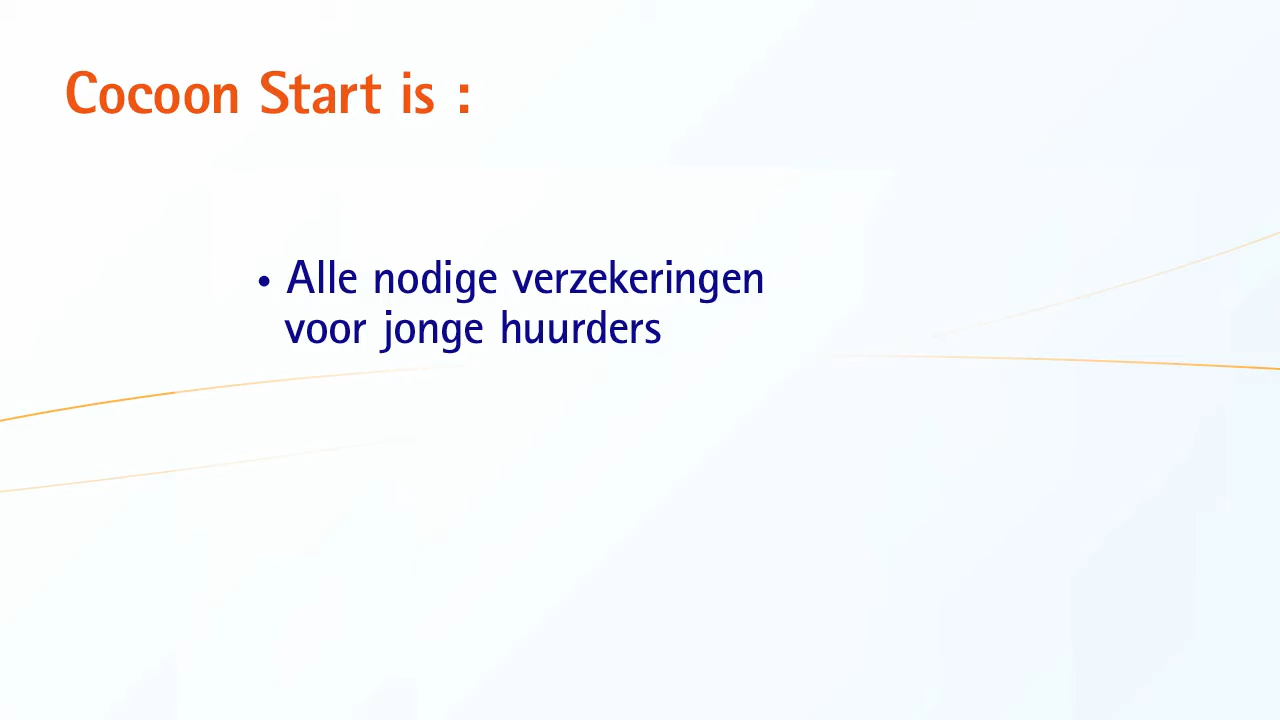 Cocoon Start is :
• Alle nodige verzekeringen
voor jonge huurders